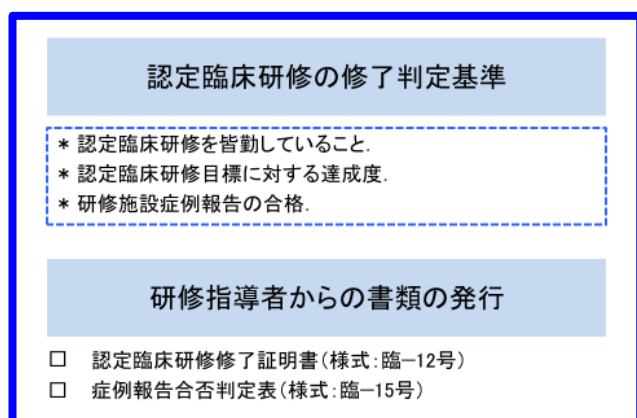 認定臨床研修の修了判定基準
* 認定臨床研修を皆勤していること.
* 認定臨床研修目標に対する達成度.
* 研修施設症例報告の合格.
研修指導者からの書類の発行
□ 認定臨床研修修了証明書(様式:臨—12号)
□ 症例報告合否判定表(様式:臨—15号)